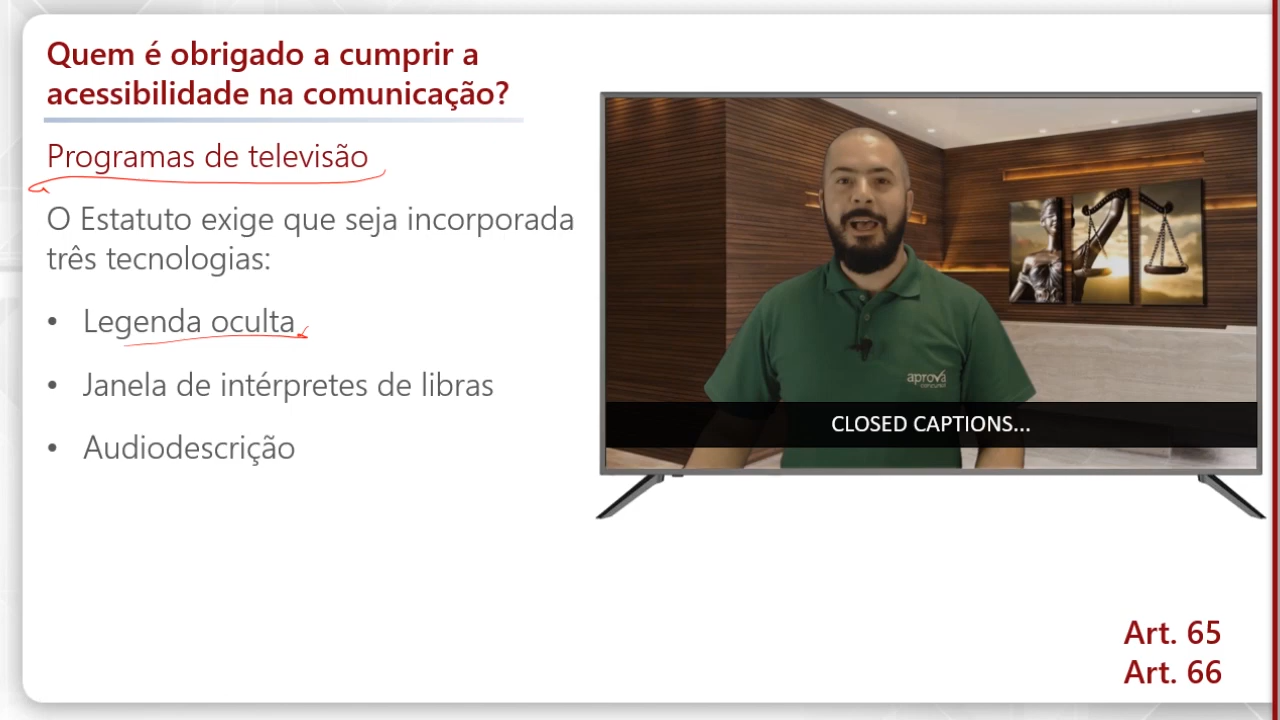 Quem é obrigado a cumprir a
acessibilidade na comunicação?
Programas de televisão
O Estatuto exige que seja incorporada
três tecnologias:
• Legenda oculta
• Janela de intérpretes de libras
• Audiodescrição
aprova
CLOSED CAPTIONS...
Art. 65
Art. 66